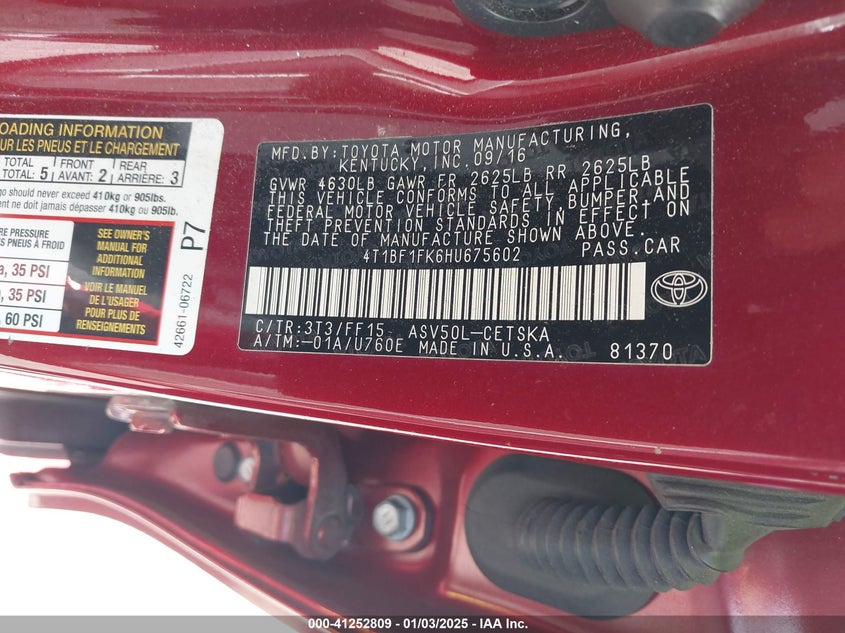 OADING INFORMATION
UR LES PNEUS ET LE CHARGEMENT
TOTAL 5 FRONT 2 REAR 3
TOTAL: AVANT: ARRIÈRE:
go should never exceed 410kg or 905lbs.
ent ne doit jamais dépasser 410kg ou 905lb.
E PRESSURE
S PNEUS À FROID
a, 35 PSI
, 35 PSI
, 60 PSI
SEE OWNER'S
MANUAL FOR
ADDITIONAL
INFORMATION
VOIR LE MANUEL
DE L'USAGER
POUR PLUS DE
RENSEIGNEMENTS
P7
42661-06722
MFD.BY:TOYOTA MOTOR MANUFACTURING,
KENTUCKY, INC.09/16
GVWR 4630LB GAWR FR 2625LB RR 2625LB
THIS VEHICLE CONFORMS TO ALL APPLICABLE
FEDERAL MOTOR VEHICLE SAFETY, BUMPER, AND
THEFT PREVENTION STANDARDS IN EFFECT ON
THE DATE OF MANUFACTURE SHOWN ABOVE.
4T1BF1FK6HU675602 PASS.CAR
C/TR:3T3/FF15 ASV50L-CETSKA
A/TM:-01A/U760E MADE IN U.S.A. 81370
000-41252809 - 01/03/2025 - IAA Inc.